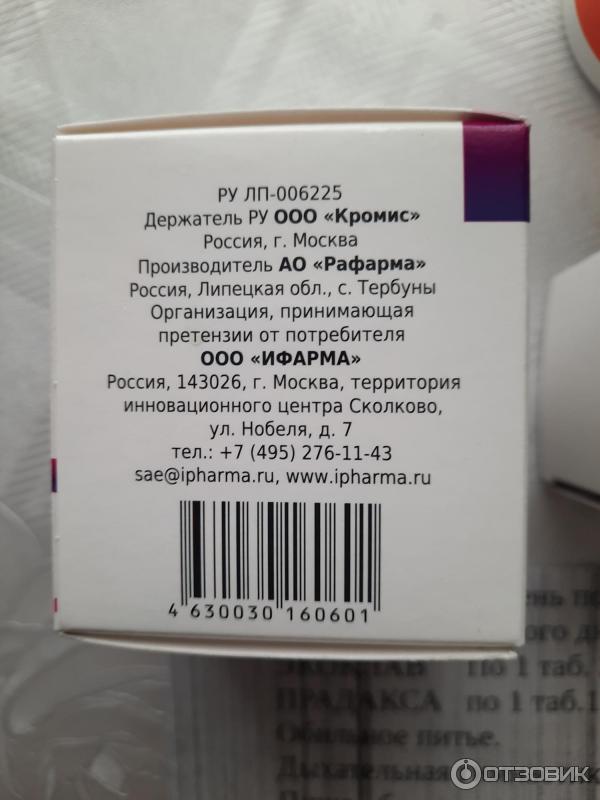 РУ ЛП-006225
Держатель РУ ООО «Кромис»
Россия, г. Москва
Производитель АО «Рафарма»
Россия, Липецкая обл., с. Тербуны
Организация, принимающая
претензии от потребителя
ООО «ИФАРМА»
Россия, 143026, г. Москва, территория
инновационного центра Сколково,
ул. Нобеля, д. 7
тел.: +7 (495) 276-11-43
sae@ipharma.ru, www.ipharma.ru
4 630030 160601
По 1 таб.
ПРАДАКСА по 1 таб.1
Обильное питье.
Дыхательная
ОТЗОВИК